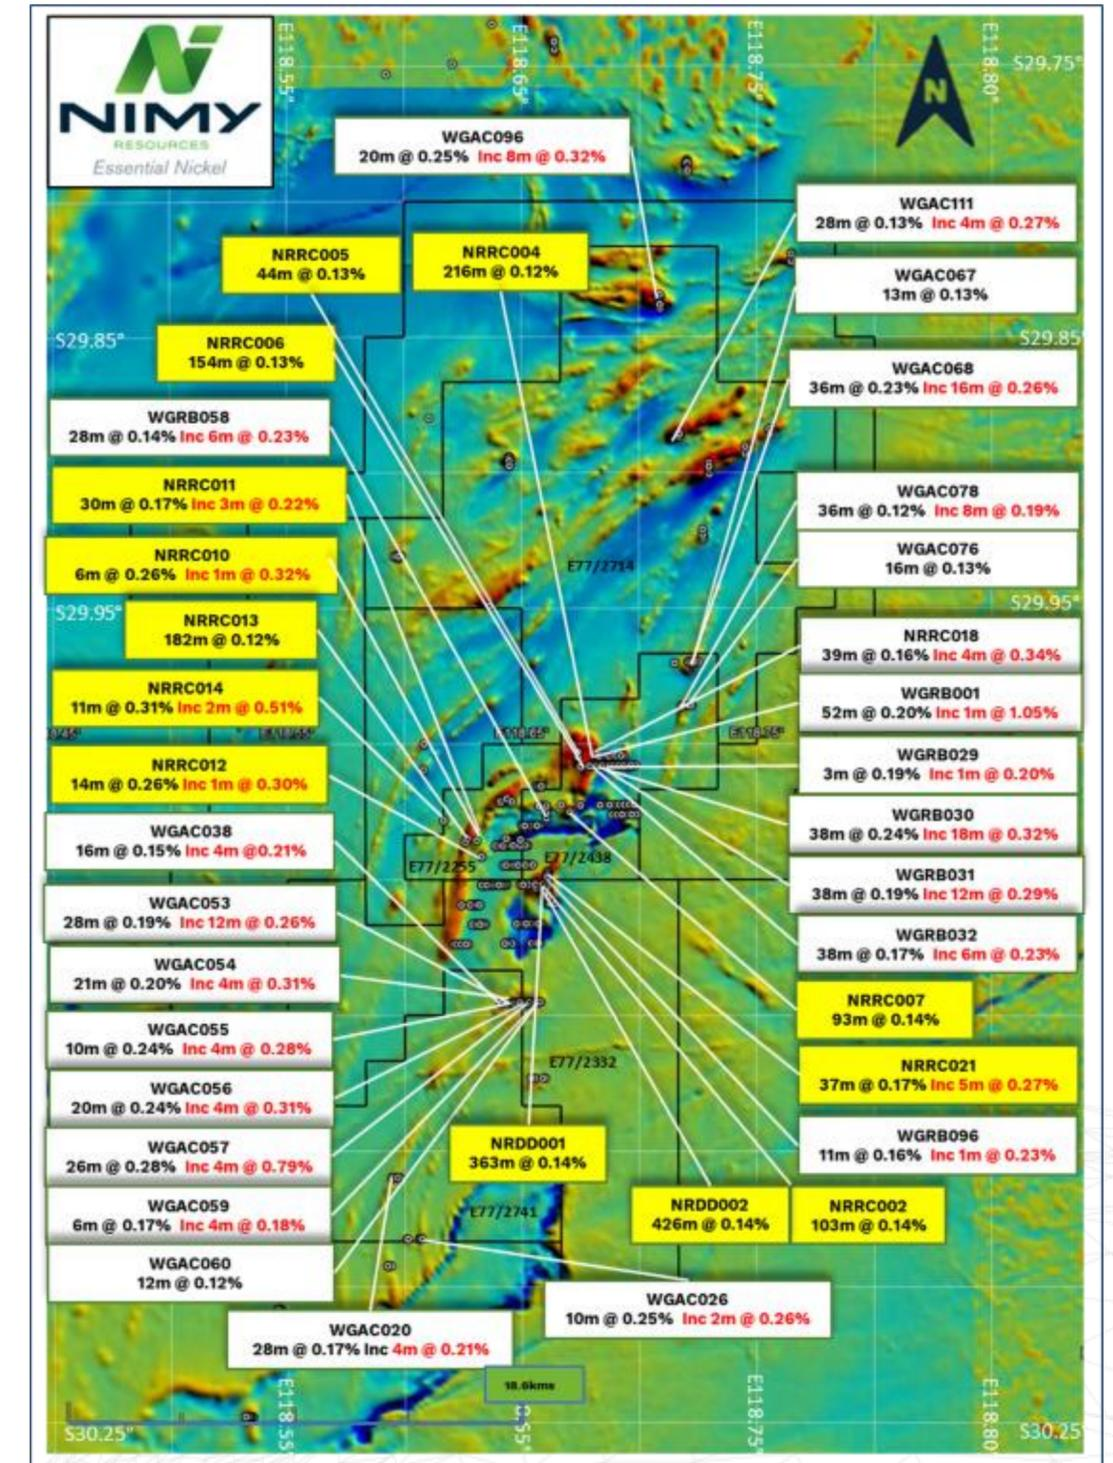 NIMY
RESOURCES
Essential Nickel
E118.55°
E118.65°
E118.75°
E118.80°
S29.75°
N
WGAC096
20m @ 0.25% Inc 8m @ 0.32%
WGAC111
28m @ 0.13% Inc 4m @ 0.27%
NRRC005
44m @ 0.13%
NRRC004
216m @ 0.12%
WGAC067
13m @ 0.13%
S29.85°
S29.85°
NRRC006
154m @ 0.13%
WGAC068
36m @ 0.23% Inc 16m @ 0.26%
WGRB058
28m @ 0.14% Inc 6m @ 0.23%
NRRC011
30m @ 0.17% Inc 3m @ 0.22%
WGAC078
36m @ 0.12% Inc 8m @ 0.19%
NRRC010
6m @ 0.26% Inc 1m @ 0.32%
WGAC076
16m @ 0.13%
E77/2714
S29.95°
S29.95°
NRRC013
182m @ 0.12%
NRRC018
39m @ 0.16% Inc 4m @ 0.34%
NRRC014
11m @ 0.31% Inc 2m @ 0.51%
WGRB001
52m @ 0.20% Inc 1m @ 1.05%
E118.55°
E118.65°
E118.75°
NRRC012
14m @ 0.26% Inc 1m @ 0.30%
WGRB029
3m @ 0.19% Inc 1m @ 0.20%
WGAC038
16m @ 0.15% Inc 4m @0.21%
WGRB030
38m @ 0.24% Inc 18m @ 0.32%
E77/2255
E77/2438
WGRB031
38m @ 0.19% Inc 12m @ 0.29%
WGAC053
28m @ 0.19% Inc 12m @ 0.26%
WGRB032
38m @ 0.17% Inc 6m @ 0.23%
WGAC054
21m @ 0.20% Inc 4m @ 0.31%
NRRC007
93m @ 0.14%
WGAC055
10m @ 0.24% Inc 4m @ 0.28%
E77/2332
NRRC021
37m @ 0.17% Inc 5m @ 0.27%
WGAC056
20m @ 0.24% Inc 4m @ 0.31%
WGAC057
26m @ 0.28% Inc 4m @ 0.79%
NRDD001
363m @ 0.14%
WGRB096
11m @ 0.16% Inc 1m @ 0.23%
WGAC059
6m @ 0.17% Inc 4m @ 0.18%
E77/2741
NRDD002
426m @ 0.14%
NRRC002
103m @ 0.14%
WGAC060
12m @ 0.12%
WGAC026
10m @ 0.25% Inc 2m @ 0.26%
WGAC020
28m @ 0.17% Inc 4m @ 0.21%
18.6kms
S30.25°
E118.55°
E118.75°
E118.80°
S30.25°